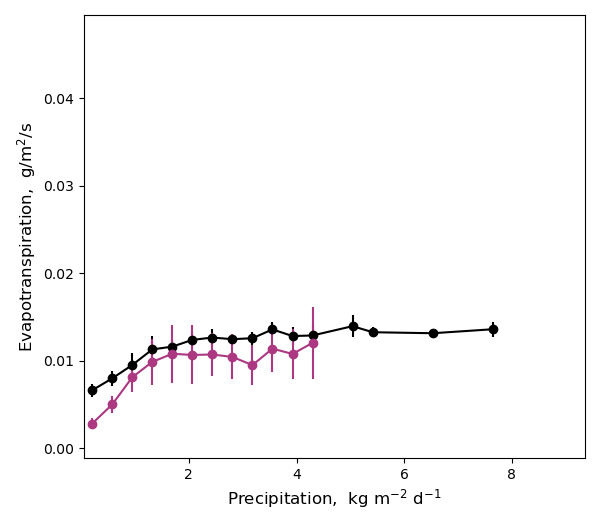 0.04
0.03
0.02
0.01
0.00
Evapotranspiration, g/m²/s
2 4 6 8
Precipitation, kg m⁻² d⁻¹